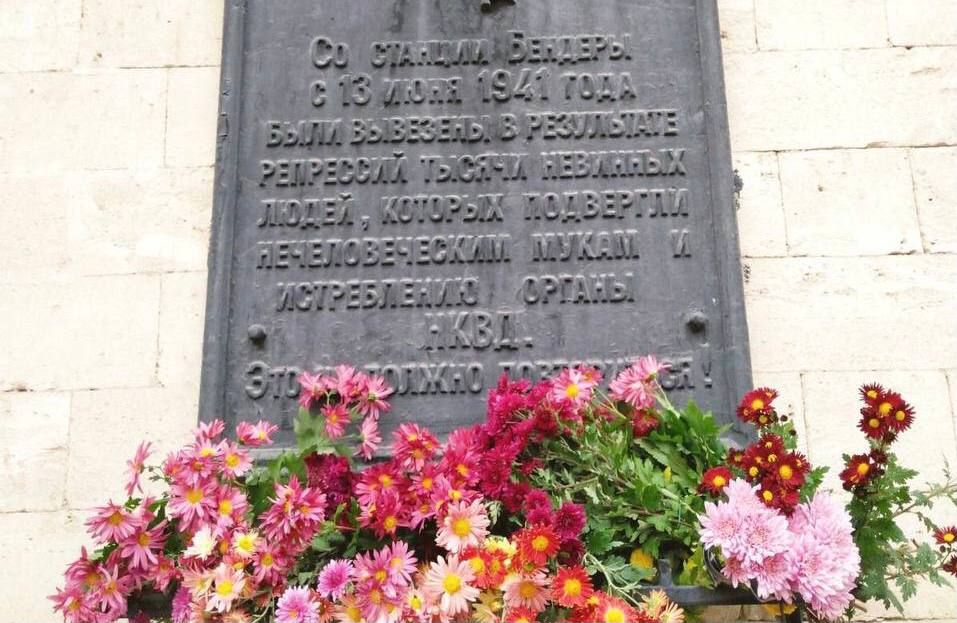 Со станции Бендеры
с 13 июня 1941 года
были вывезены в результате
репрессий тысячи невинных
людей, которых подвергли
нечеловеческим мукам и
истреблению органы
НКВД.
Это должно !